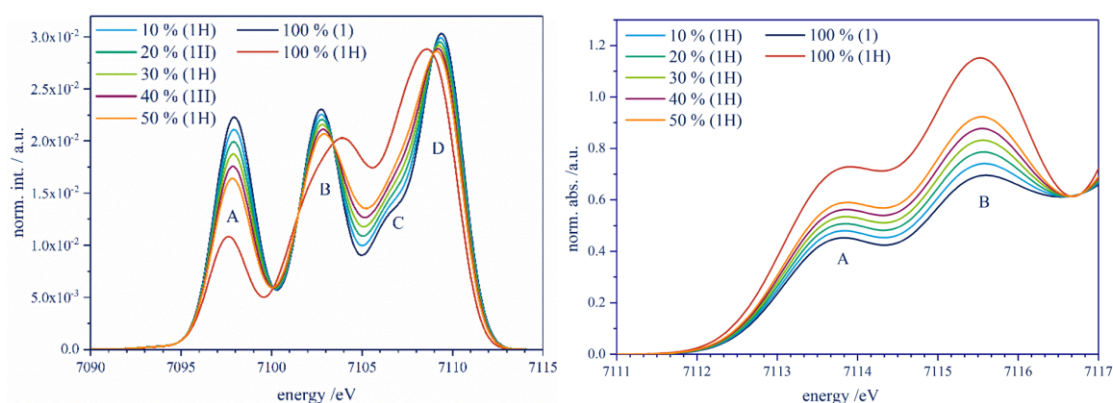 norm. int. / a.u.
3.0x10⁻²
2.5x10⁻²
2.0x10⁻²
1.5x10⁻²
1.0x10⁻²
5.0x10⁻³
0.0
10 % (1H) 100 % (1)
20 % (1II) 100 % (1H)
30 % (1H)
40 % (1II)
50 % (1H)
A
B
C
D
7090 7095 7100 7105 7110 7115
energy /eV
norm. abs. /a.u.
1.2
1.0
0.8
0.6
0.4
0.2
0.0
10 % (1H) 100 % (1)
20 % (1H) 100 % (1H)
30 % (1H)
40 % (1H)
50 % (1H)
A
B
7111 7112 7113 7114 7115 7116 7117
energy /eV